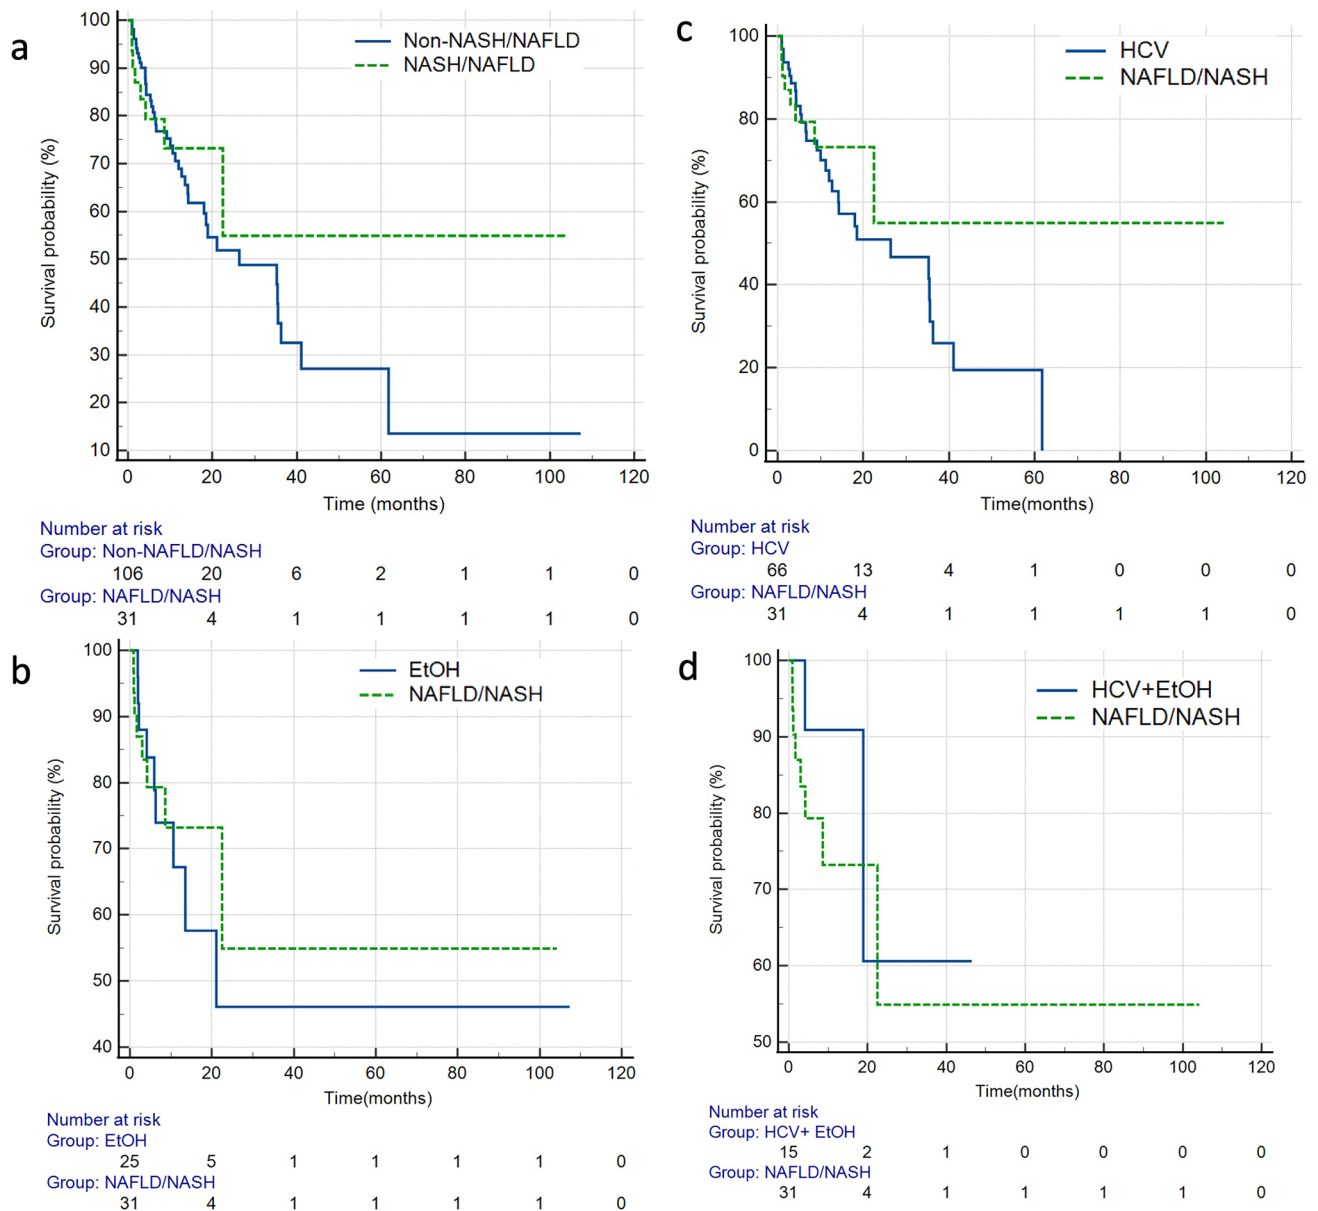 a
Survival probability (%)
100
90
80
70
60
50
40
30
20
10
Non-NASH/NAFLD
NASH/NAFLD
0 20 40 60 80 100 120
Time (months)
Number at risk
Group: Non-NAFLD/NASH
106 20 6 2 1 1 0
Group: NAFLD/NASH
31 4 1 1 1 1 0
c
Survival probability (%)
100
80
60
40
20
0
HCV
NAFLD/NASH
0 20 40 60 80 100 120
Time(months)
Number at risk
Group: HCV
66 13 4 1 0 0 0
Group: NAFLD/NASH
31 4 1 1 1 1 0
b
Survival probability (%)
100
90
80
70
60
50
40
EtOH
NAFLD/NASH
0 20 40 60 80 100 120
Time(months)
Number at risk
Group: EtOH
25 5 1 1 1 1 0
Group: NAFLD/NASH
31 4 1 1 1 1 0
d
Survival probability (%)
100
90
80
70
60
50
HCV+EtOH
NAFLD/NASH
0 20 40 60 80 100 120
Time(months)
Number at risk
Group: HCV+ EtOH
15 2 1 0 0 0 0
Group: NAFLD/NASH
31 4 1 1 1 1 0